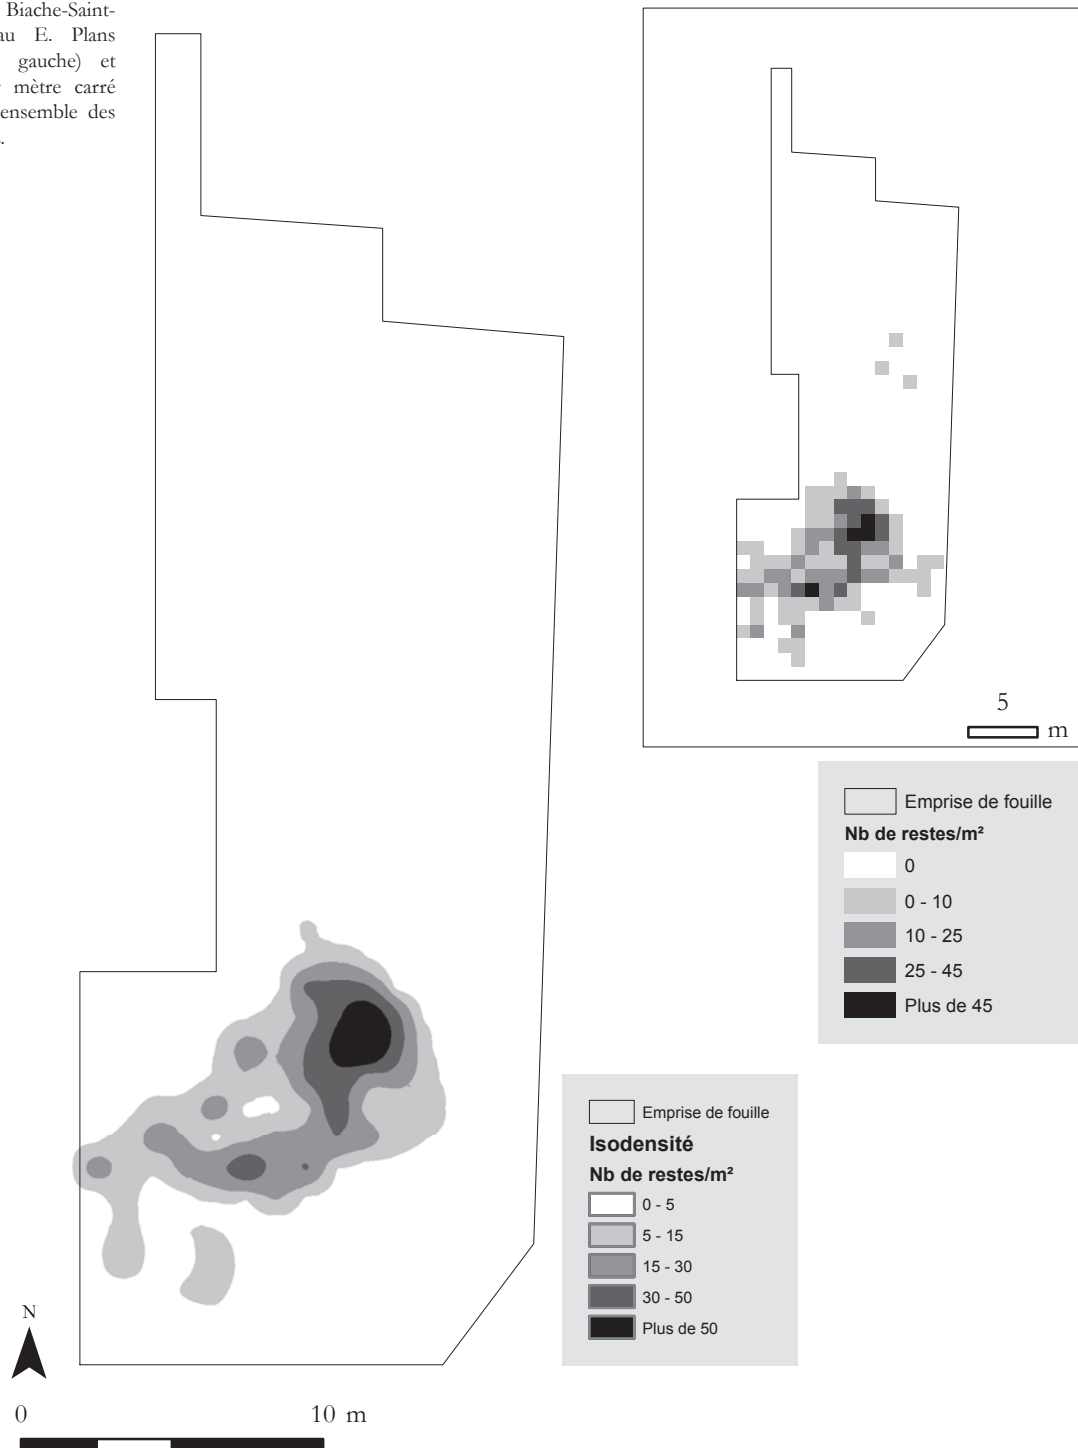 Biache-Saint-
au E. Plans
gauche) et
mètre carré
ensemble des
5
m
Emprise de fouille
Nb de restes/m²
0
0 - 10
10 - 25
25 - 45
Plus de 45
Emprise de fouille
Isodensité
Nb de restes/m²
0 - 5
5 - 15
15 - 30
30 - 50
Plus de 50
N
0 10 m